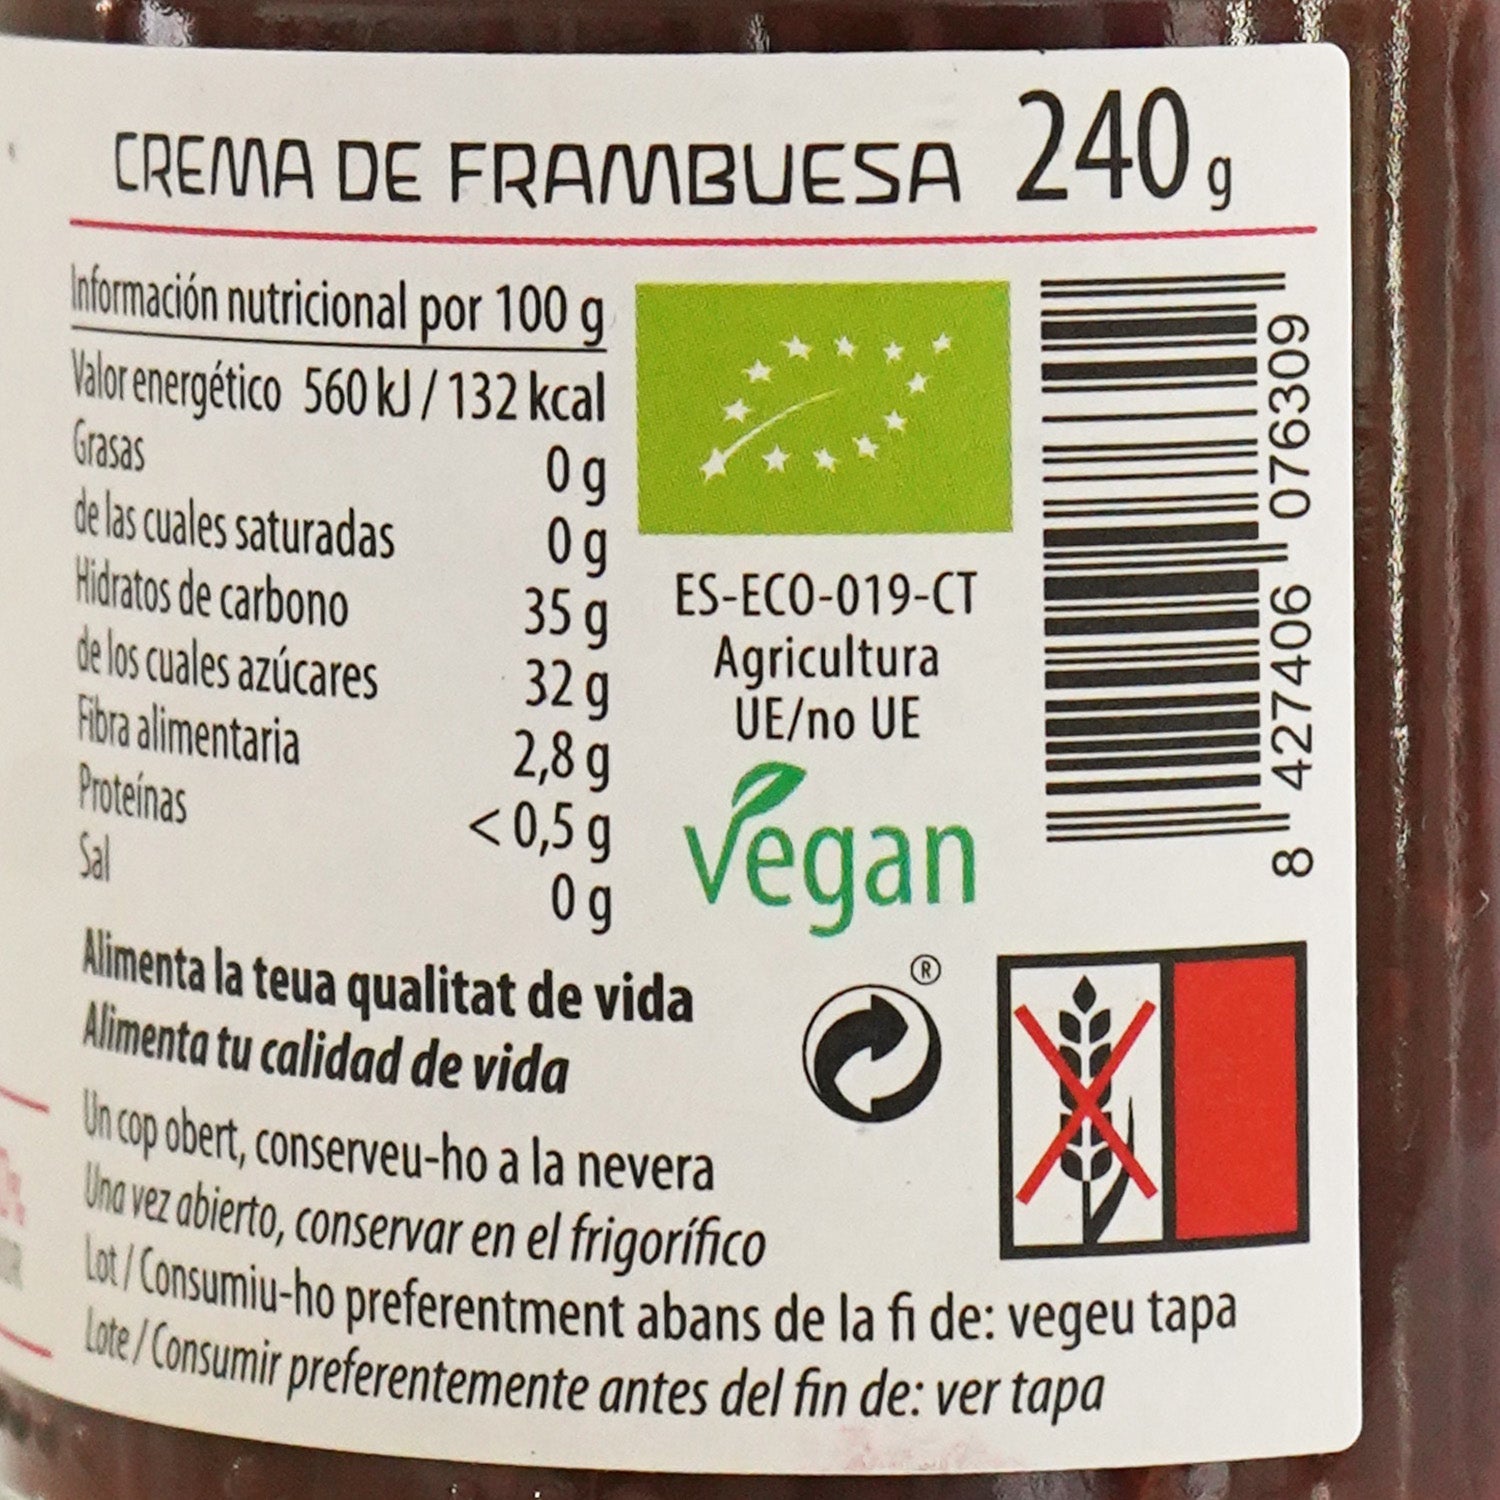 CREMA DE FRAMBUESA 240 g
Información nutricional por 100 g
Valor energético 560 kJ / 132 kcal
Grasas 0 g
de las cuales saturadas 0 g
Hidratos de carbono 35 g
de los cuales azúcares 32 g
Fibra alimentaria 2,8 g
Proteínas < 0,5 g
Sal 0 g
ES-ECO-019-CT
Agricultura
UE/no UE
vegan
®
8 427406 076309
Alimenta la teua qualitat de vida
Alimenta tu calidad de vida
Un cop obert, conserveu-ho a la nevera
Una vez abierto, conservar en el frigorífico
Lot / Consumiu-ho preferentment abans de la fi de: vegeu tapa
Lote / Consumir preferentemente antes del fin de: ver tapa